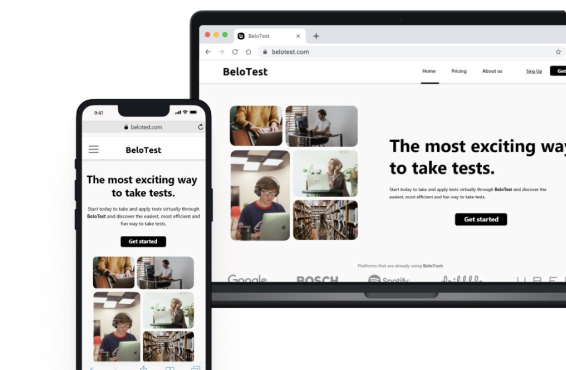 BeloTest
belotest.com
BeloTest
Home Pricing About us Sing Up Get
The most exciting way
to take tests.
Start today to take and apply tests virtually through BeloTest and discover the
easiest, most efficient and fun way to take tests.
Get started
Platforms that are already using BeloTests
Google BOSCH Spotify dribbble UBE
9:41
belotest.com
BeloTest
The most exciting way
to take tests.
Start today to take and apply tests virtually through
BeloTest and discover the easiest, most efficient and
fun way to take tests.
Get started